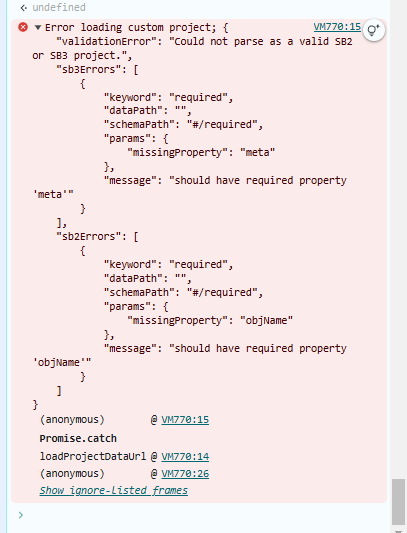 undefined
Error loading custom project; { VM770:15
"validationError": "Could not parse as a valid SB2
or SB3 project.",
"sb3Errors": [
{
"keyword": "required",
"dataPath": "",
"schemaPath": "#/required",
"params": {
"missingProperty": "meta"
},
"message": "should have required property
'meta'"
}
],
"sb2Errors": [
{
"keyword": "required",
"dataPath": "",
"schemaPath": "#/required",
"params": {
"missingProperty": "objName"
},
"message": "should have required property
'objName'"
}
]
}
(anonymous) @ VM770:15
Promise.catch
loadProjectDataUrl @ VM770:14
(anonymous) @ VM770:26
Show ignore-listed frames